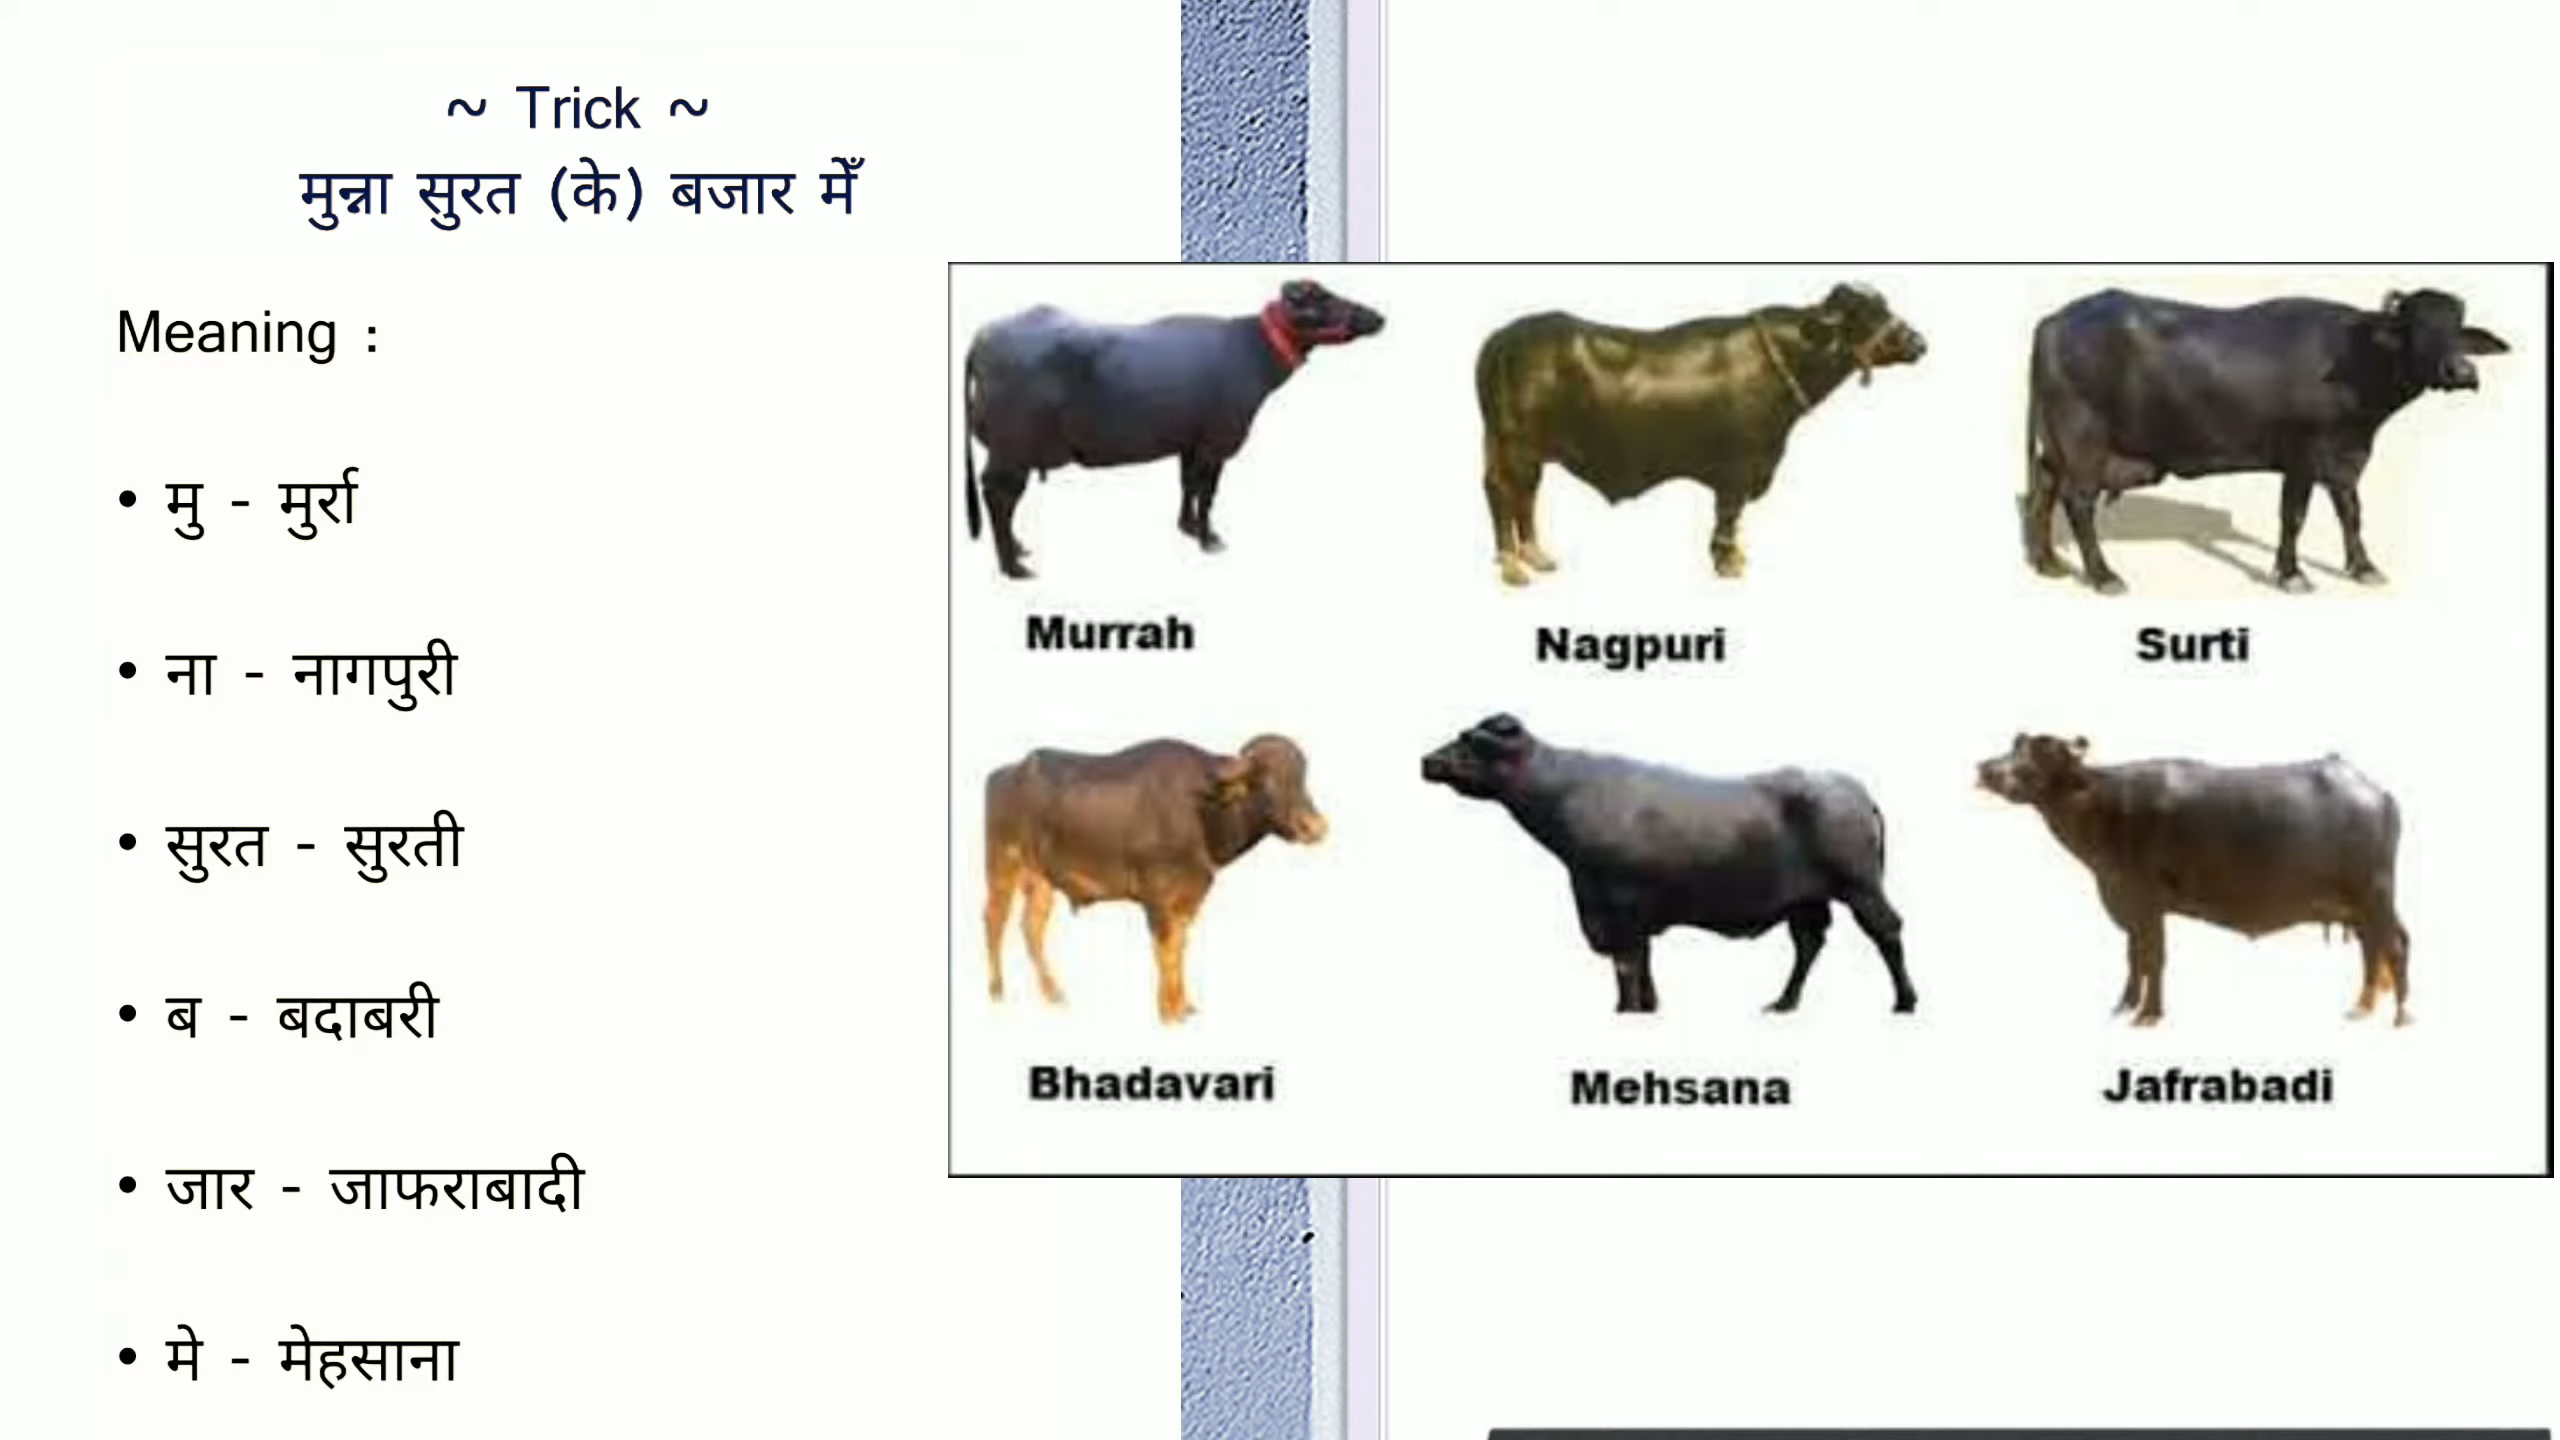 ~ Trick ~
मुन्ना सुरत (के) बजार मेँ
Meaning :
• मु - मुर्रा
• ना - नागपुरी
• सुरत - सुरती
• ब - बदाबरी
• जार - जाफराबादी
• मे - मेहसाना
Murrah
Nagpuri
Surti
Bhadavari
Mehsana
Jafrabadi